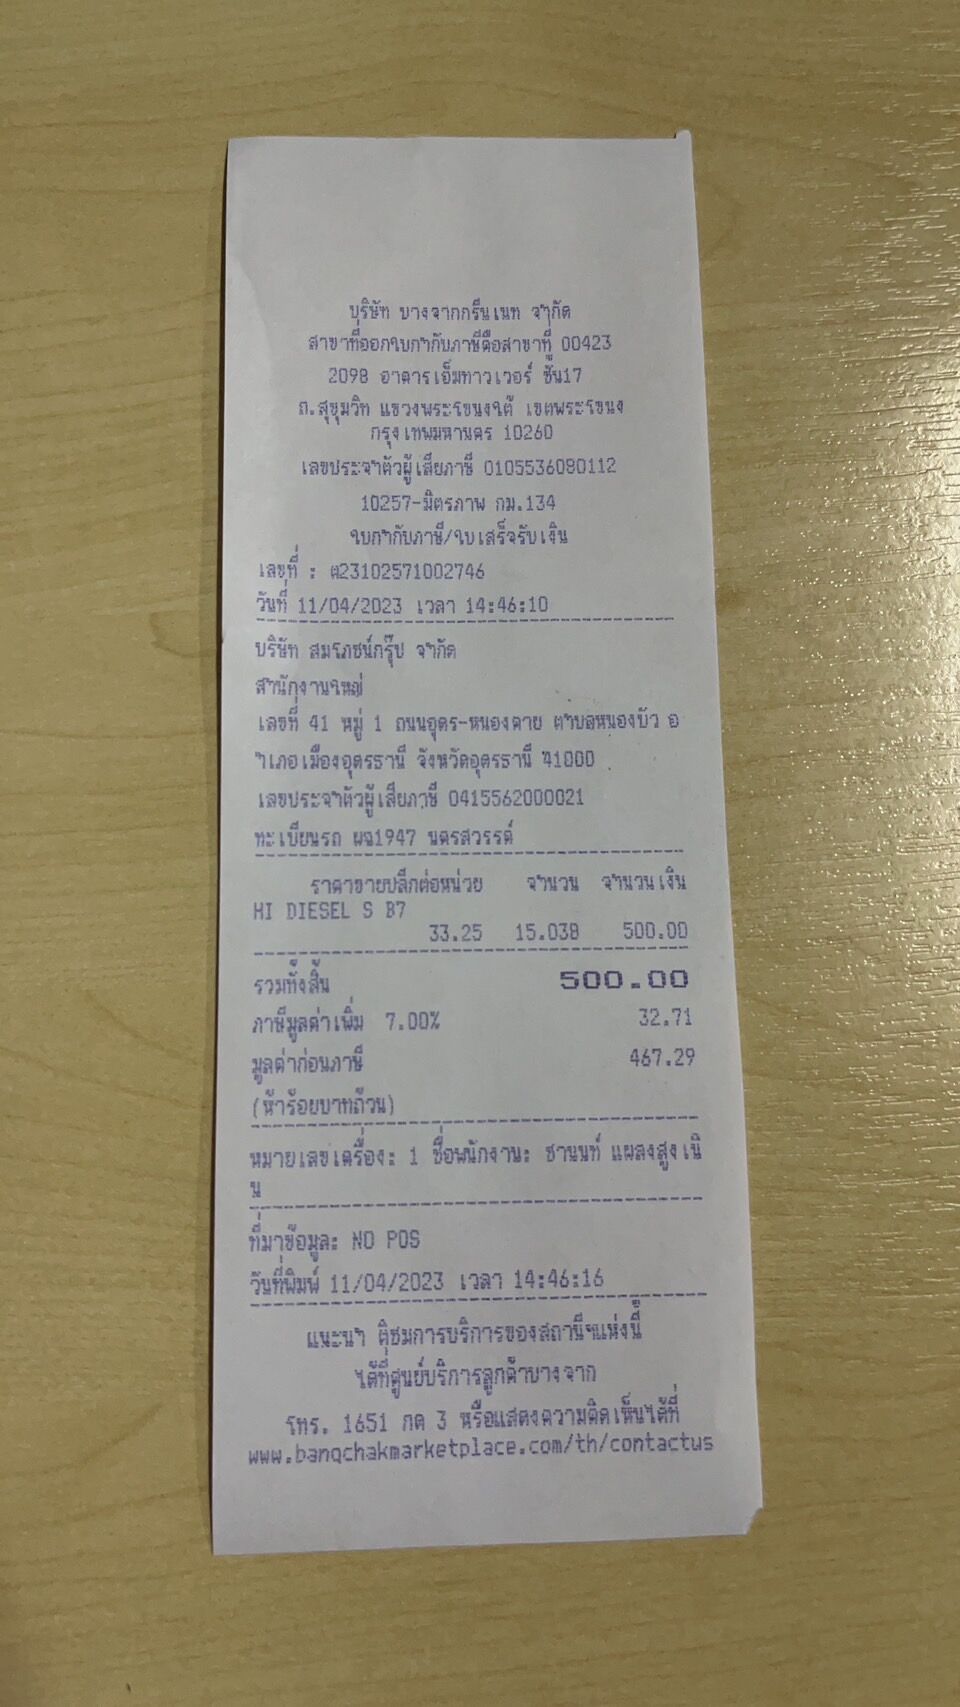 บริษัท บางจากกรีนเนท จำกัด
สาขาที่ออกใบกำกับภาษีคือสาขาที่ 00423
2098 อาคารเอ็มทาวเวอร์ ชั้น17
ถ.สุขุมวิท แขวงพระโขนงใต้ เขตพระโขนง
กรุงเทพมหานคร 10260
เลขประจำตัวผู้เสียภาษี 0105536080112
10257-มิตรภาพ กม.134
ใบกำกับภาษี/ใบเสร็จรับเงิน
เลขที่ : ต23102571002746
วันที่ 11/04/2023 เวลา 14:46:10
บริษัท สมโภชน์กรุ๊ป จำกัด
สำนักงานใหญ่
เลขที่ 41 หมู่ 1 ถนนอุดร-หนองคาย ตำบลหนองบัว อ
ำเภอเมืองอุดรธานี จังหวัดอุดรธานี 41000
เลขประจำตัวผู้เสียภาษี 0415562000021
ทะเบียนรถ ผฉ1947 นครสวรรค์
ราคาขายปลีกต่อหน่วย จำนวน จำนวนเงิน
HI DIESEL S B7
33.25 15.038 500.00
รวมทั้งสิ้น 500.00
ภาษีมูลค่าเพิ่ม 7.00% 32.71
มูลค่าก่อนภาษี 467.29
(ห้าร้อยบาทถ้วน)
หมายเลขเครื่อง: 1 ชื่อพนักงาน: ชานนท์ แผลงสูงเนิ
น
ที่มาข้อมูล: NO POS
วันที่พิมพ์ 11/04/2023 เวลา 14:46:16
แนะนำ ติชมการบริการของสถานีฯแห่งนี้
ได้ที่ศูนย์บริการลูกค้าบางจาก
โทร. 1651 กด 3 หรือแสดงความคิดเห็นได้ที่
www.bangchakmarketplace.com/th/contactus